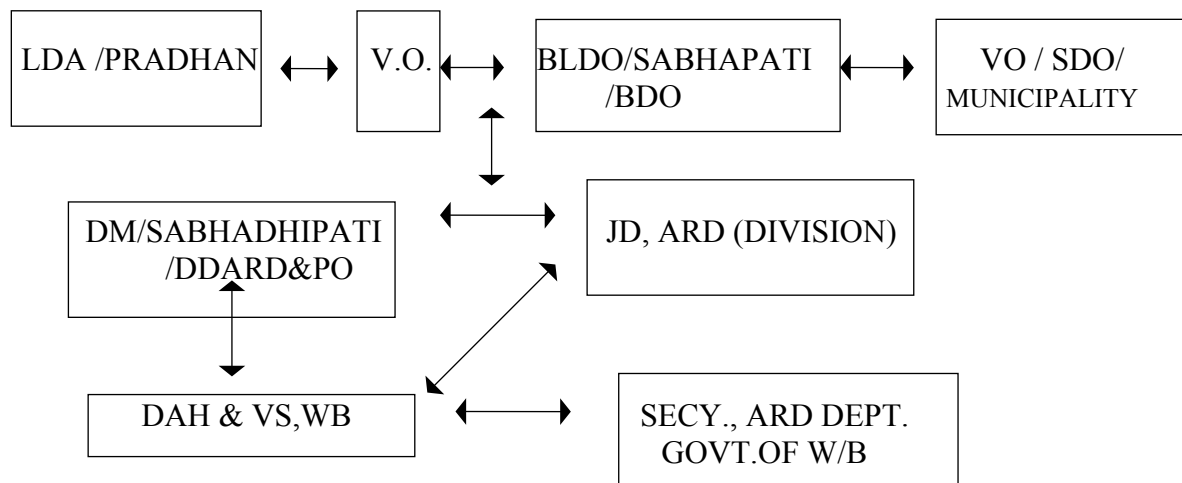 LDA /PRADHAN
V.O.
BLDO/SABHAPATI
/BDO
VO / SDO/
MUNICIPALITY
DM/SABHADHIPATI
/DDARD&PO
JD, ARD (DIVISION)
DAH & VS,WB
SECY., ARD DEPT.
GOVT.OF W/B